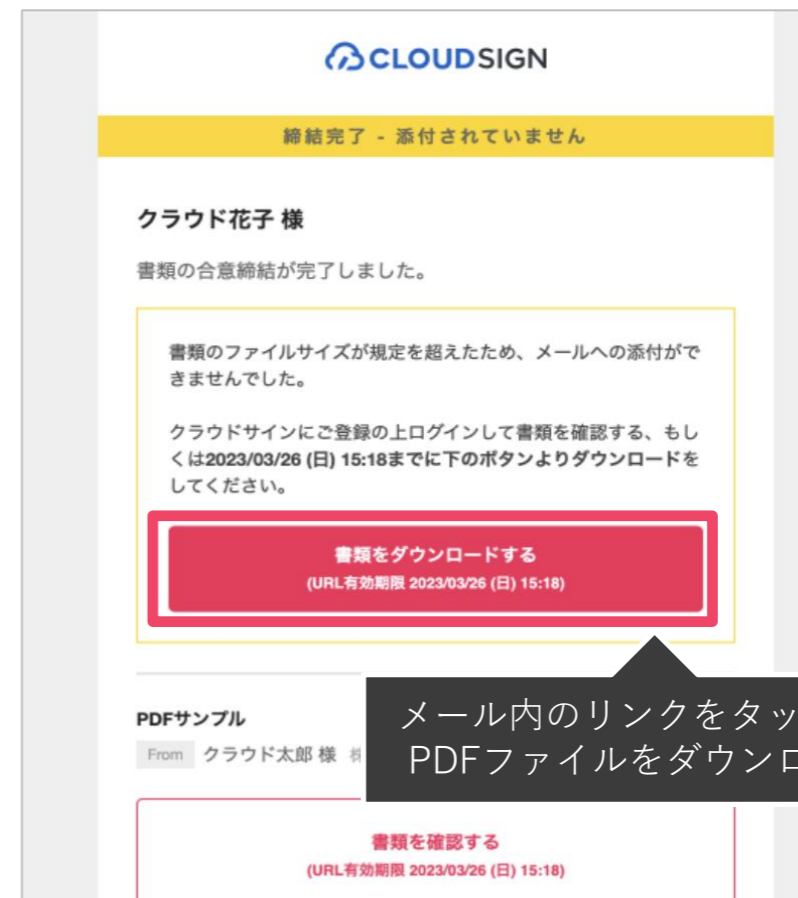 CLOUDSIGN
締結完了 - 添付されていません
クラウド花子 様
書類の合意締結が完了しました。
書類のファイルサイズが規定を超えたため、メールへの添付がで
きませんでした。
クラウドサインにご登録の上ログインして書類を確認する、もし
くは2023/03/26 (日) 15:18までに下のボタンよりダウンロードを
してください。
書類をダウンロードする
(URL有効期限 2023/03/26 (日) 15:18)
メール内のリンクをタッ
PDFファイルをダウンロ
PDFサンプル
From クラウド太郎 様
書類を確認する
(URL有効期限 2023/03/26 (日) 15:18)